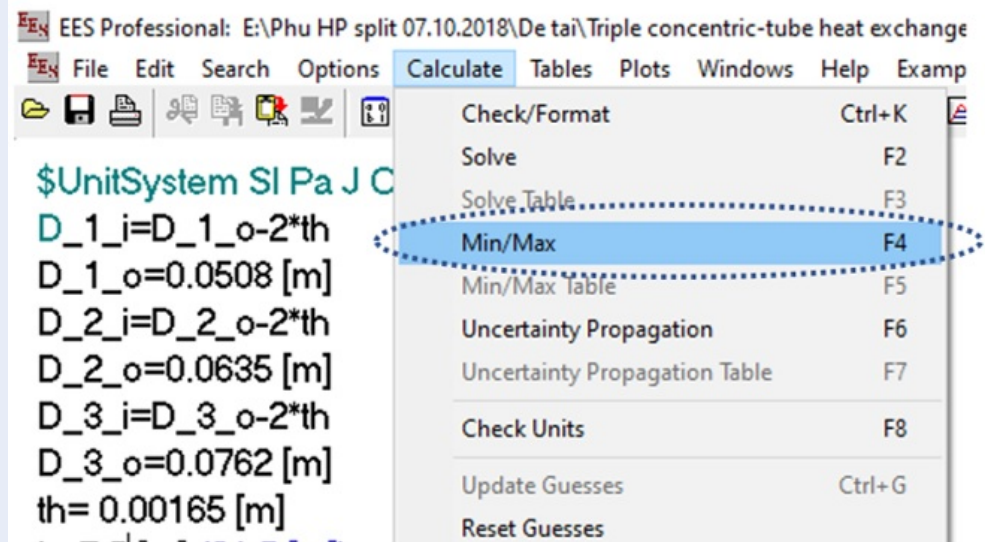 EES EES Professional: E:\Phu HP split 07.10.2018\De tai\Triple concentric-tube heat exchange
EES File Edit Search Options Calculate Tables Plots Windows Help Examp
Check/Format Ctrl+K
Solve F2
$UnitSystem SI Pa J C
Solve Table F3
D_1_i=D_1_o-2*th
Min/Max F4
D_1_o=0.0508 [m]
Min/Max Table F5
D_2_i=D_2_o-2*th
Uncertainty Propagation F6
D_2_o=0.0635 [m]
Uncertainty Propagation Table F7
D_3_i=D_3_o-2*th
Check Units F8
D_3_o=0.0762 [m]
Update Guesses Ctrl+G
th= 0.00165 [m]
Reset Guesses